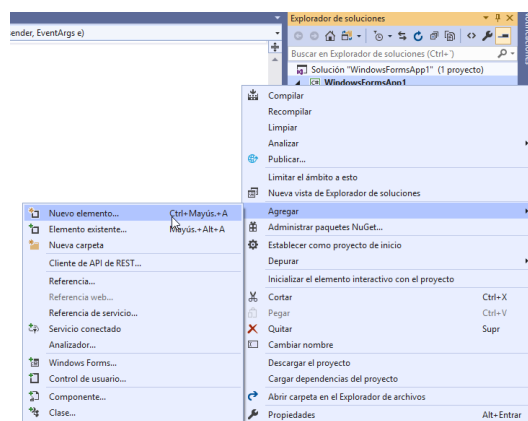 ender, EventArgs e)
Explorador de soluciones
Buscar en Explorador de soluciones (Ctrl+`)
Solución "WindowsFormsApp1" (1 proyecto)
WindowsFormsApp1
Compilar
Recompilar
Limpiar
Analizar
Publicar...
Limitar el ámbito a esto
Nueva vista de Explorador de soluciones
Agregar
Administrar paquetes NuGet...
Establecer como proyecto de inicio
Depurar
Inicializar el elemento interactivo con el proyecto
Cortar Ctrl+X
Pegar Ctrl+V
Quitar Supr
Cambiar nombre
Descargar el proyecto
Cargar dependencias del proyecto
Abrir carpeta en el Explorador de archivos
Propiedades Alt+Entrar
Nuevo elemento... Ctrl+Mayús.+A
Elemento existente... Mayús.+Alt+A
Nueva carpeta
Cliente de API de REST...
Referencia...
Referencia web...
Referencia de servicio...
Servicio conectado
Analizador...
Windows Forms...
Control de usuario...
Componente...
Clase...